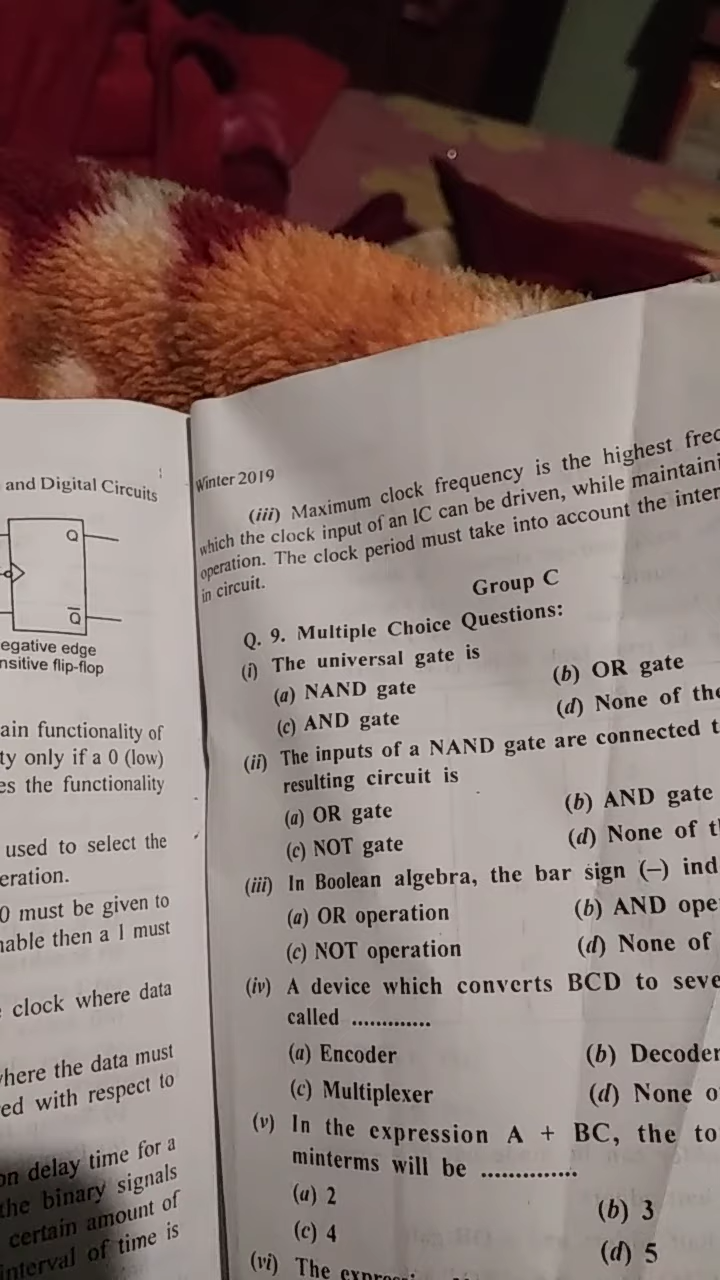 and Digital Circuits
Q
Q̅
egative edge
nsitive flip-flop
ain functionality of
ty only if a 0 (low)
es the functionality
used to select the
eration.
0 must be given to
nable then a 1 must
clock where data
where the data must
ed with respect to
on delay time for a
the binary signals
certain amount of
interval of time is
Winter 2019
(iii) Maximum clock frequency is the highest freq
which the clock input of an IC can be driven, while maintaini
operation. The clock period must take into account the inter
in circuit.
Group C
Q. 9. Multiple Choice Questions:
(i) The universal gate is
(a) NAND gate (b) OR gate
(c) AND gate (d) None of the
(ii) The inputs of a NAND gate are connected t
resulting circuit is
(a) OR gate (b) AND gate
(c) NOT gate (d) None of t
(iii) In Boolean algebra, the bar sign (–) ind
(a) OR operation (b) AND ope
(c) NOT operation (d) None of
(iv) A device which converts BCD to seve
called .............
(a) Encoder (b) Decoder
(c) Multiplexer (d) None o
(v) In the expression A + BC, the to
minterms will be ...............
(a) 2 (b) 3
(c) 4 (d) 5
(vi) The